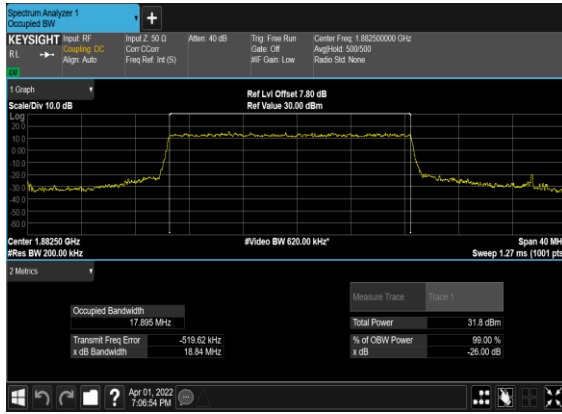 Spectrum Analyzer 1
Occupied BW
KEYSIGHT Input: RF Input Z: 50 Ω Atten: 40 dB Trig: Free Run Center Freq: 1.882500000 GHz
RL Coupling: DC Corr CCorr Gate: Off Avg|Hold: 500/500
Align: Auto Freq Ref: Int (S) #IF Gain: Low Radio Std: None
1 Graph
Scale/Div 10.0 dB
Ref Lvl Offset 7.80 dB
Ref Value 30.00 dBm
Log
20.0
10.0
0.00
-10.0
-20.0
-30.0
-40.0
-50.0
-60.0
Center 1.88250 GHz #Video BW 620.00 kHz* Span 40 MH
#Res BW 200.00 kHz Sweep 1.27 ms (1001 pts
2 Metrics
Measure Trace Trace 1
Occupied Bandwidth
17.895 MHz
Total Power 31.8 dBm
Transmit Freq Error -519.62 kHz % of OBW Power 99.00 %
x dB Bandwidth 18.84 MHz x dB -26.00 dB
? Apr 01, 2022
7:06:54 PM